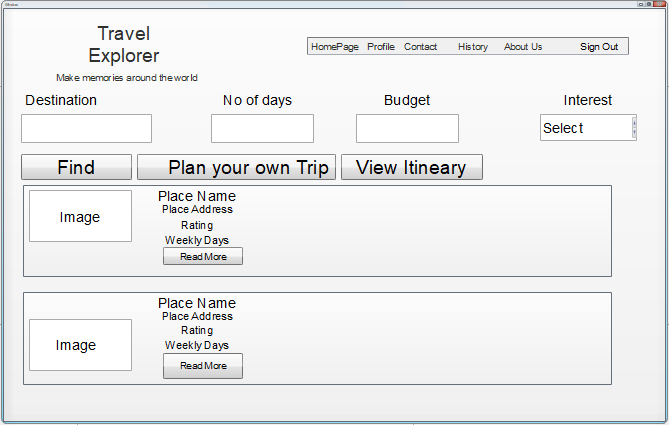 Travel
Explorer
Make memories around the world
HomePage Profile Contact History About Us Sign Out
Destination No of days Budget Interest
Select
Find Plan your own Trip View Itineary
Image
Place Name
Place Address
Rating
Weekly Days
Read More
Image
Place Name
Place Address
Rating
Weekly Days
Read More